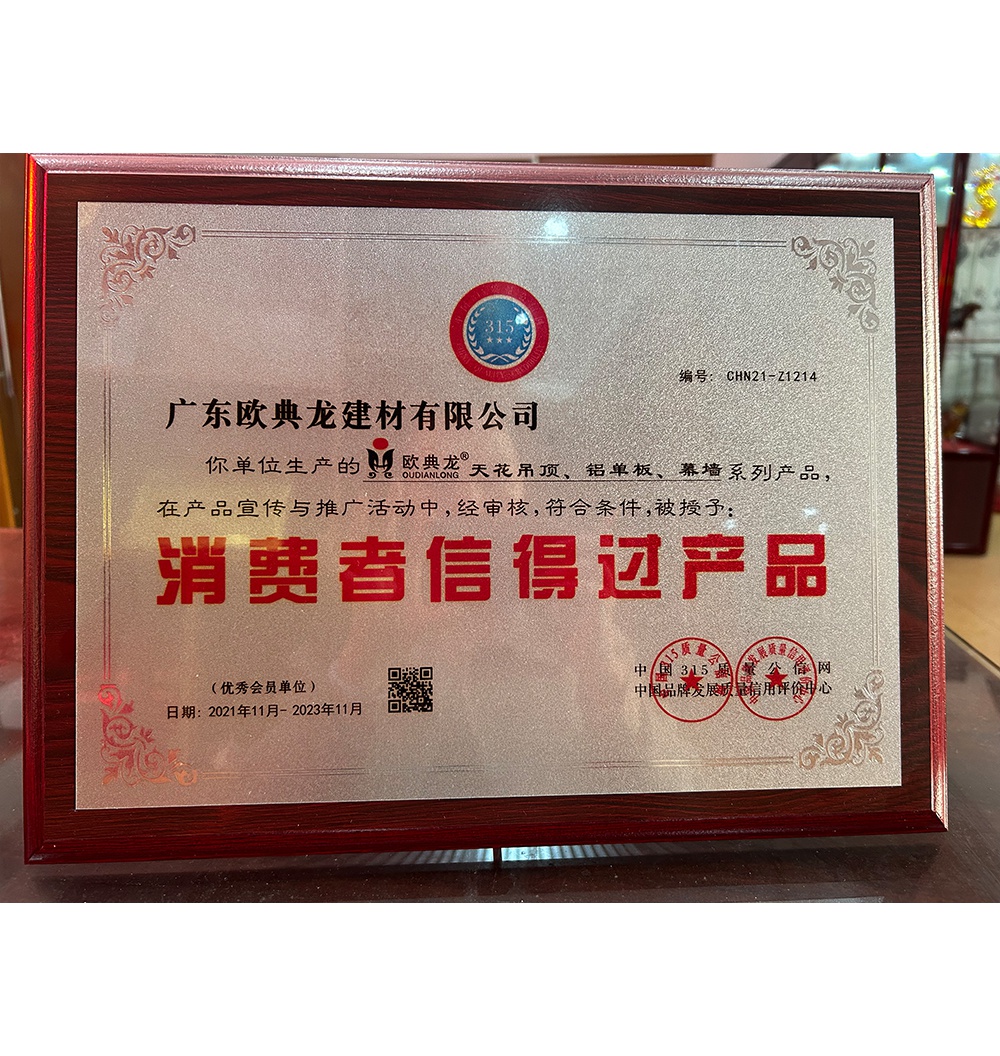 315
编号: CHN21-Z1214
广东欧典龙建材有限公司
你单位生产的 欧典龙® OUDIANLONG 天花吊顶、铝单板、幕墙系列产品,
在产品宣传与推广活动中,经审核,符合条件,被授予:
消费者信得过产品
(优秀会员单位)
日期: 2021年11月- 2023年11月
中国315质量公信网
中国品牌发展质量信用评价中心